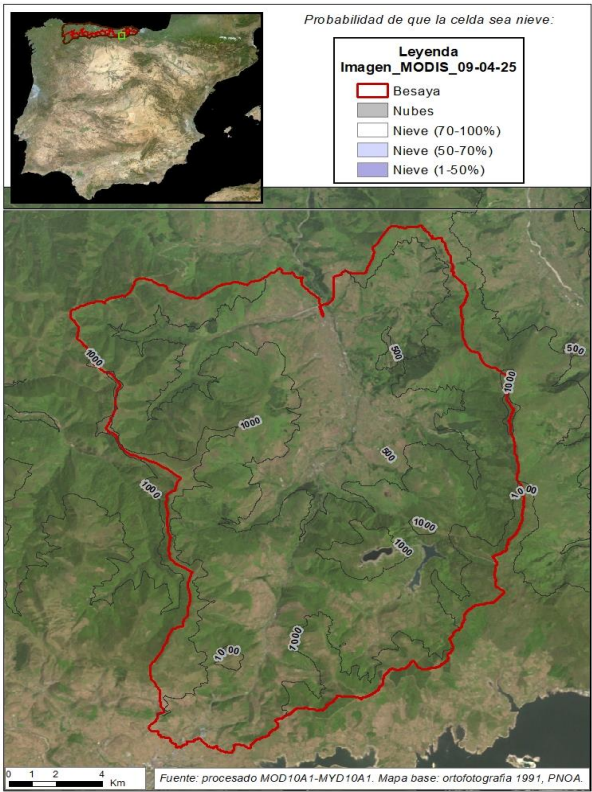 Probabilidad de que la celda sea nieve:
Leyenda
Imagen_MODIS_09-04-25
Besaya
Nubes
Nieve (70-100%)
Nieve (50-70%)
Nieve (1-50%)
500
500
1000
1000
1000
500
1000
1000
1000
1000
1000
1000
0 1 2 4
Km
Fuente: procesado MOD10A1-MYD10A1. Mapa base: ortofotografia 1991, PNOA.